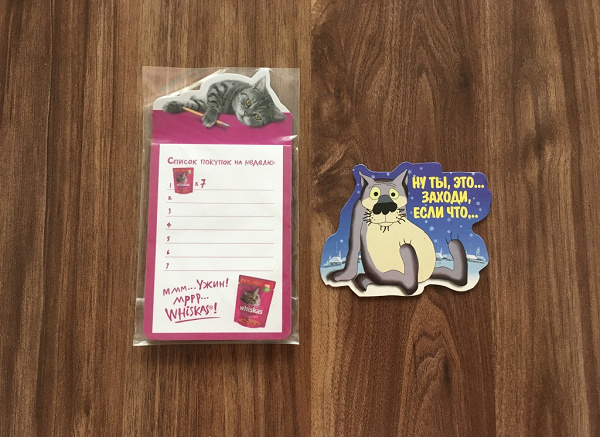 Список покупок на неделю:
1 x 7
2
3
4
5
6
7
МММ...УЖИН!
МРРР...
WHISKAS®!
whiskas
НУ ТЫ, ЭТО...
ЗАХОДИ,
ЕСЛИ ЧТО...